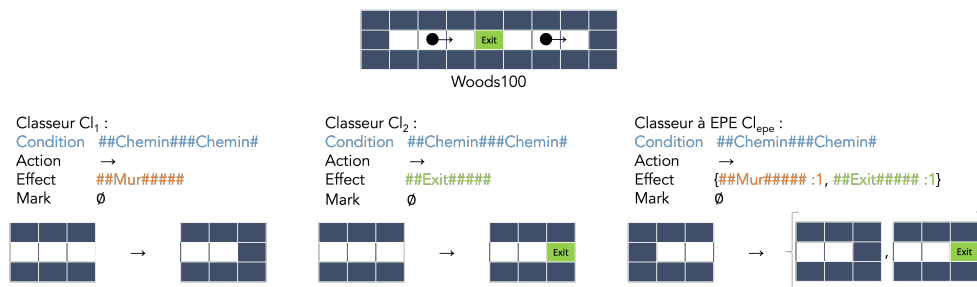 Exit
Woods100
Classeur Cl1 :
Condition ##Chemin###Chemin#
Action →
Effect ##Mur#####
Mark ∅
Classeur Cl2 :
Condition ##Chemin###Chemin#
Action →
Effect ##Exit#####
Mark ∅
Exit
Classeur à EPE Clepe :
Condition ##Chemin###Chemin#
Action →
Effect {##Mur##### :1, ##Exit##### :1}
Mark ∅
, Exit